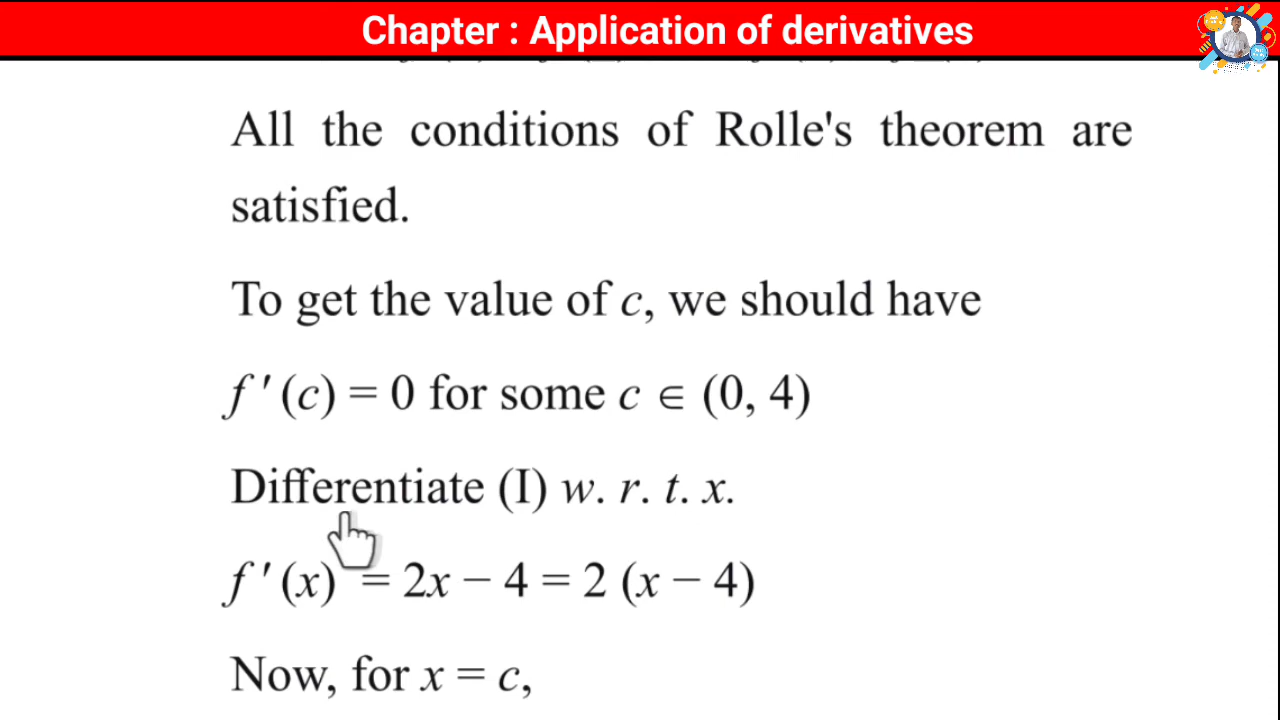 Chapter : Application of derivatives
All the conditions of Rolle's theorem are
satisfied.
To get the value of c, we should have
f ′ (c) = 0 for some c ∈ (0, 4)
Differentiate (I) w. r. t. x.
f ′ (x) = 2x − 4 = 2 (x − 4)
Now, for x = c,